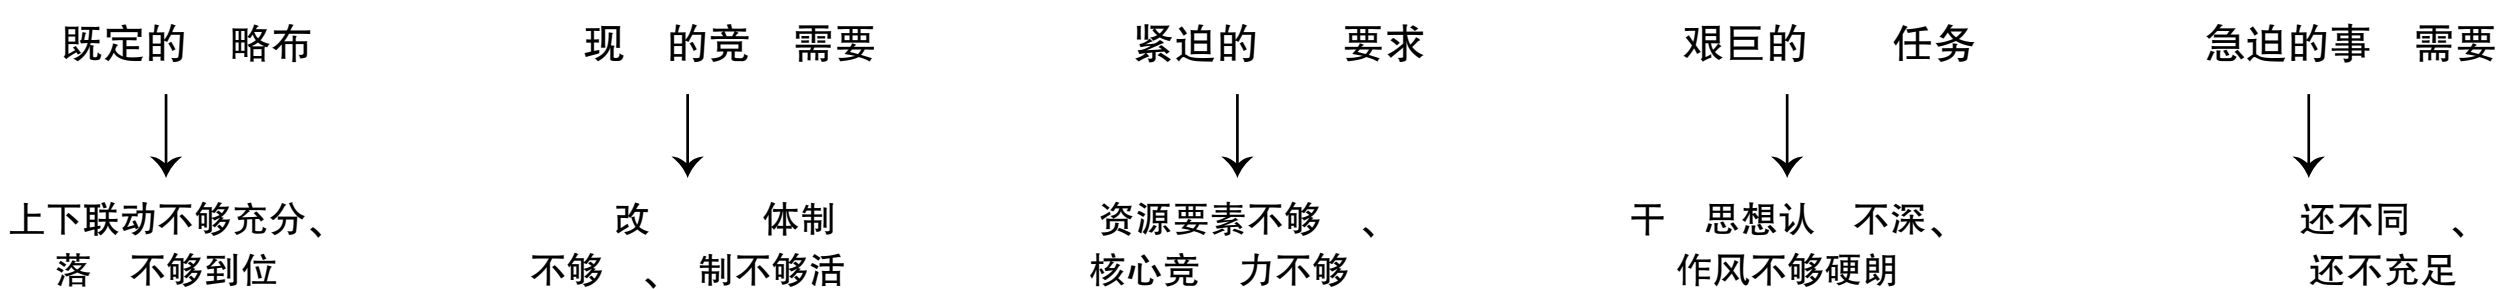 既定的 略布
现 的竞 需要
紧迫的 要求
艰巨的 任务
急迫的事 需要
上下联动不够充分、
落 不够到位
改 体制
不够 、 制不够活
资源要素不够 、
核心竞 力不够
干 思想认 不深、
作风不够硬朗
还不同 、
还不充足